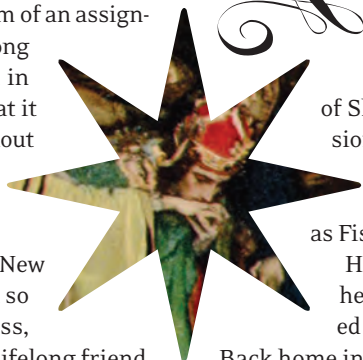 m of an assign-
ong
in
at it
of Sl
out
sio
as Fis
New
H
so
he
ss,
ed
ifelong friend
Back home in